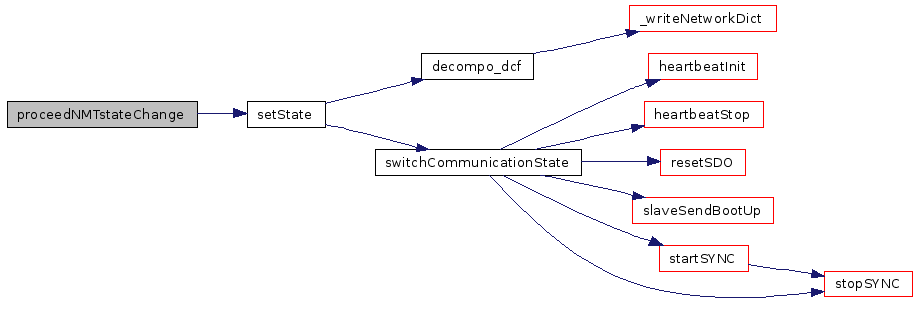 _writeNetworkDict
decompo_dcf
heartbeatInit
proceedNMTstateChange
setState
heartbeatStop
switchCommunicationState
resetSDO
slaveSendBootUp
startSYNC
stopSYNC